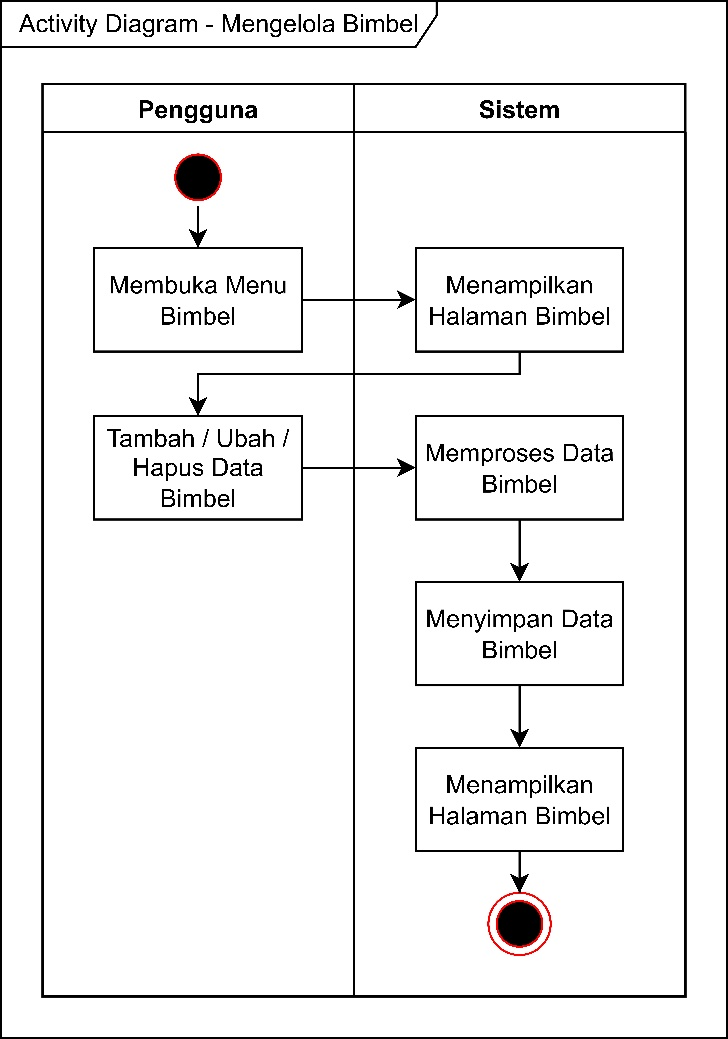 Activity Diagram - Mengelola Bimbel
Pengguna
Sistem
Membuka Menu
Bimbel
Menampilkan
Halaman Bimbel
Tambah / Ubah /
Hapus Data
Bimbel
Memproses Data
Bimbel
Menyimpan Data
Bimbel
Menampilkan
Halaman Bimbel